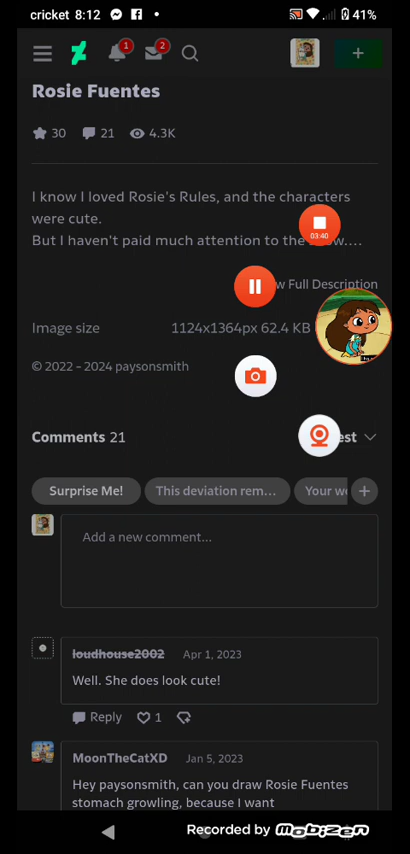 cricket 8:12
41%
1
2
Rosie Fuentes
30 21 4.3K
I know I loved Rosie's Rules, and the characters
were cute.
But I haven't paid much attention to the
03:40
Full Description
Image size 1124x1364px 62.4 KB
© 2022 - 2024 paysonsmith
Comments 21
Surprise Me! This deviation rem... Your
Add a new comment...
loudhouse2002 Apr 1, 2023
Well. She does look cute!
Reply 1
MoonTheCatXD Jan 5, 2023
Hey paysonsmith, can you draw Rosie Fuentes
stomach growling, because I want
Recorded by Mobizen